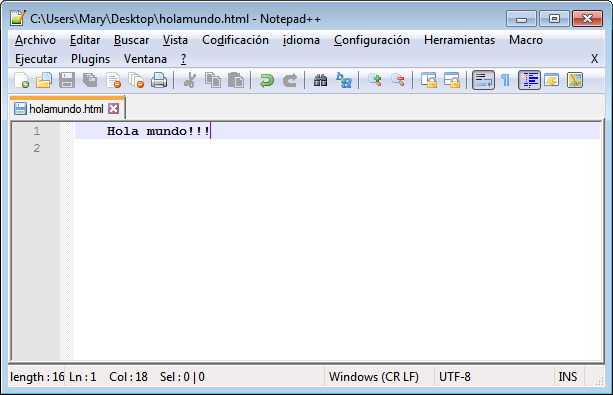 C:\Users\Mary\Desktop\holamundo.html - Notepad++
Archivo Editar Buscar Vista Codificación idioma Configuración Herramientas Macro
Ejecutar Plugins Ventana ? X
holamundo.html
1 Hola mundo!!!
2
length : 16 Ln : 1 Col : 18 Sel : 0 | 0 Windows (CR LF) UTF-8 INS